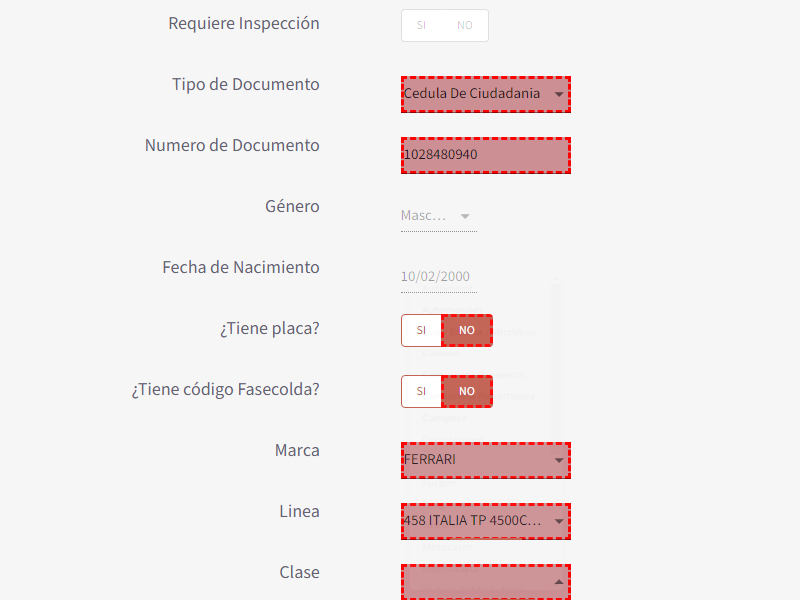 Requiere Inspección SI NO
Tipo de Documento Cedula De Ciudadania
Numero de Documento 1028480940
Género Masc...
Fecha de Nacimiento 10/02/2000
¿Tiene placa? SI NO
¿Tiene código Fasecolda? SI NO
Marca FERRARI
Linea 458 ITALIA TP 4500C...
Clase